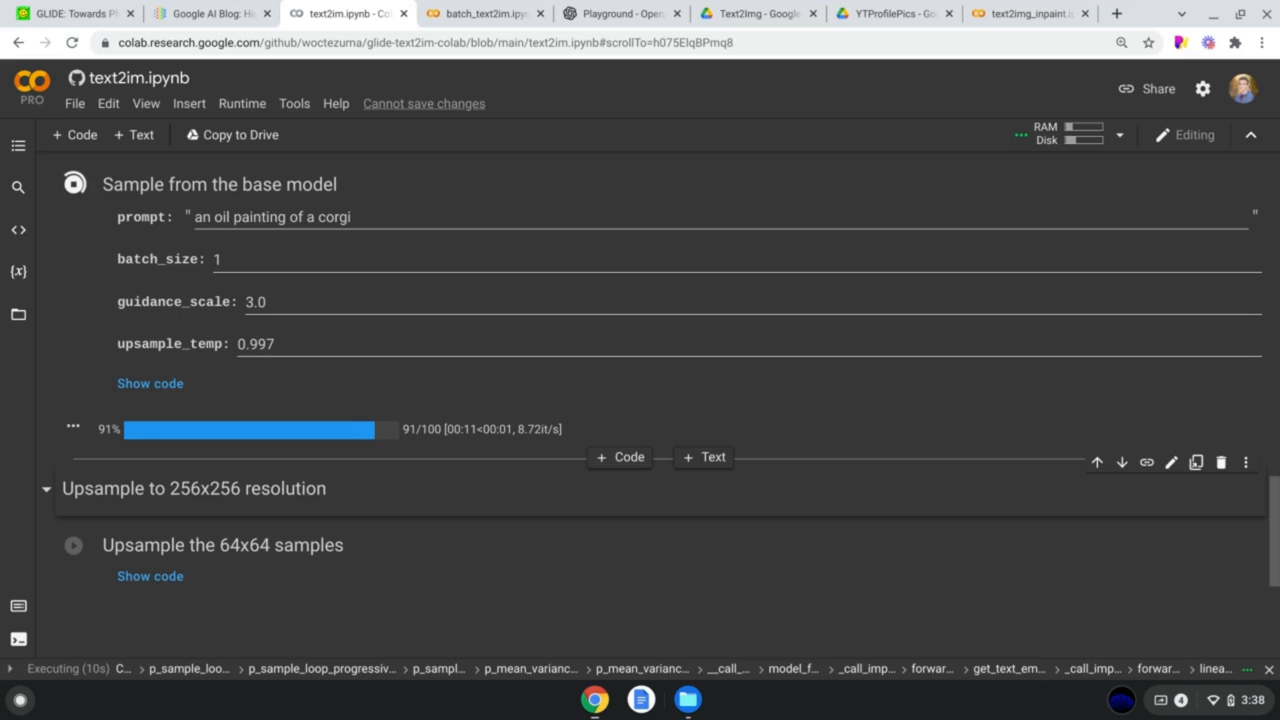 GLIDE: Towards Ph
Google AI Blog: Hi
text2im.ipynb - Co
batch_text2im.ipy
Playground - Open
Text2Img - Google
YTProfilePics - Go
text2img_inpaint.i
colab.research.google.com/github/woctezuma/glide-text2im-colab/blob/main/text2im.ipynb#scrollTo=h075ElqBPmq8
PRO
text2im.ipynb
File Edit View Insert Runtime Tools Help Cannot save changes
Share
+ Code + Text Copy to Drive
RAM
Disk
Editing
Sample from the base model
prompt: " an oil painting of a corgi "
batch_size: 1
guidance_scale: 3.0
upsample_temp: 0.997
Show code
91% 91/100 [00:11<00:01, 8.72it/s]
+ Code + Text
Upsample to 256x256 resolution
Upsample the 64x64 samples
Show code
{x}
Executing (10s) C... > p_sample_loo... > p_sample_loop_progressiv... > p_sampl... > p_mean_varianc... > p_mean_varianc... > __call_... > model_f... > _call_imp... > forwar... > get_text_em... > _call_imp... > forwar... > linea...
4 3:38